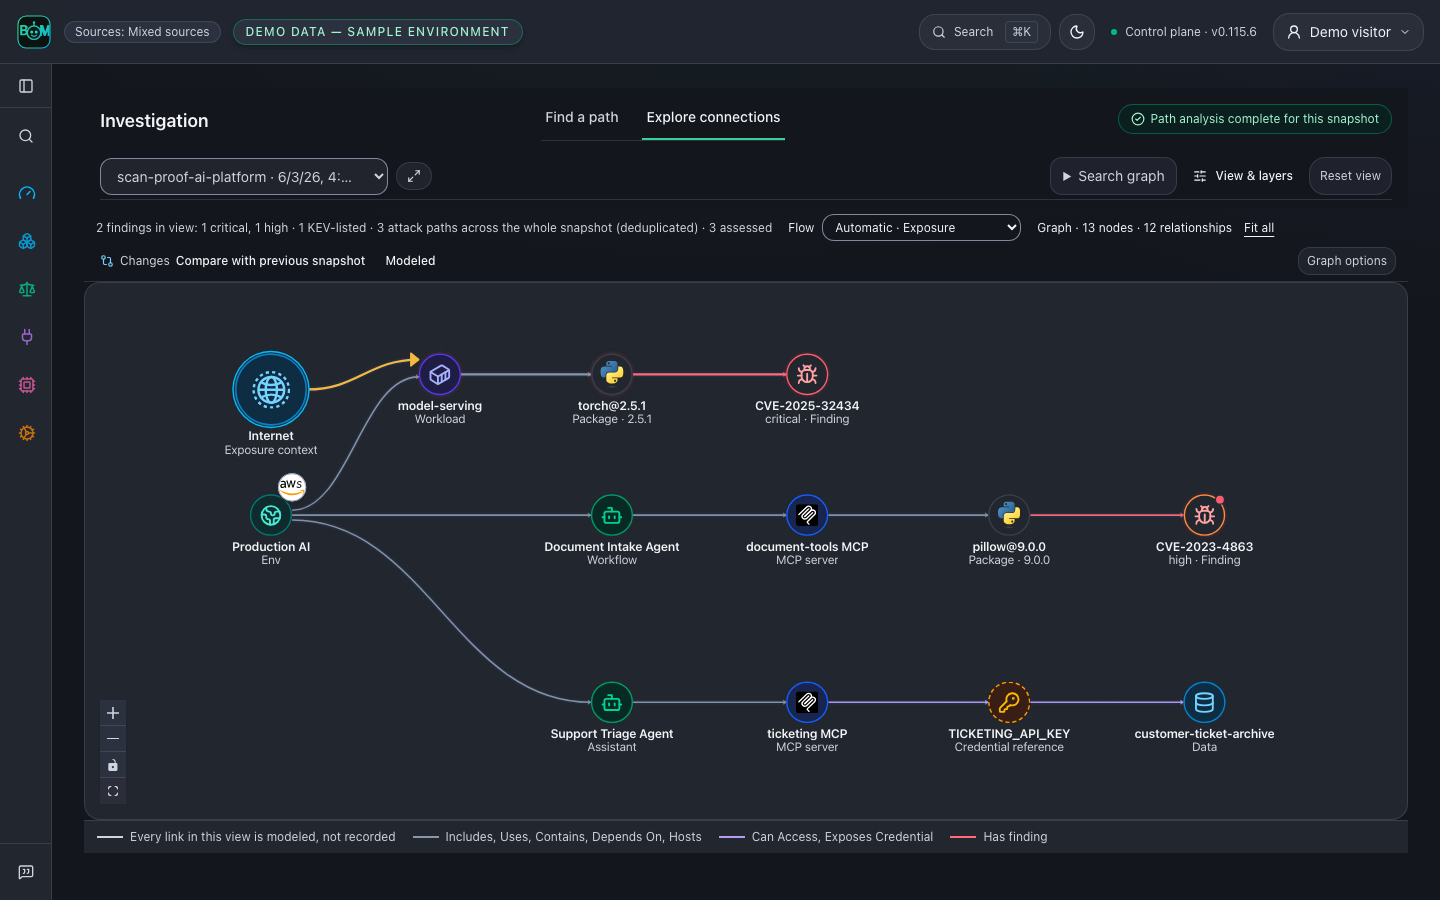 BOM
Sources: Mixed sources
DEMO DATA — SAMPLE ENVIRONMENT
Search
⌘K
Control plane · v0.115.6
Demo visitor
Investigation
Find a path
Explore connections
Path analysis complete for this snapshot
scan-proof-ai-platform · 6/3/26, 4:...
Search graph
View & layers
Reset view
2 findings in view: 1 critical, 1 high · 1 KEV-listed · 3 attack paths across the whole snapshot (deduplicated) · 3 assessed
Flow
Automatic · Exposure
Graph · 13 nodes · 12 relationships
Fit all
Changes
Compare with previous snapshot
Modeled
Graph options
Internet
Exposure context
model-serving
Workload
torch@2.5.1
Package · 2.5.1
CVE-2025-32434
critical · Finding
aws
Production AI
Env
Document Intake Agent
Workflow
document-tools MCP
MCP server
pillow@9.0.0
Package · 9.0.0
CVE-2023-4863
high · Finding
Support Triage Agent
Assistant
ticketing MCP
MCP server
TICKETING_API_KEY
Credential reference
customer-ticket-archive
Data
Every link in this view is modeled, not recorded
Includes, Uses, Contains, Depends On, Hosts
Can Access, Exposes Credential
Has finding